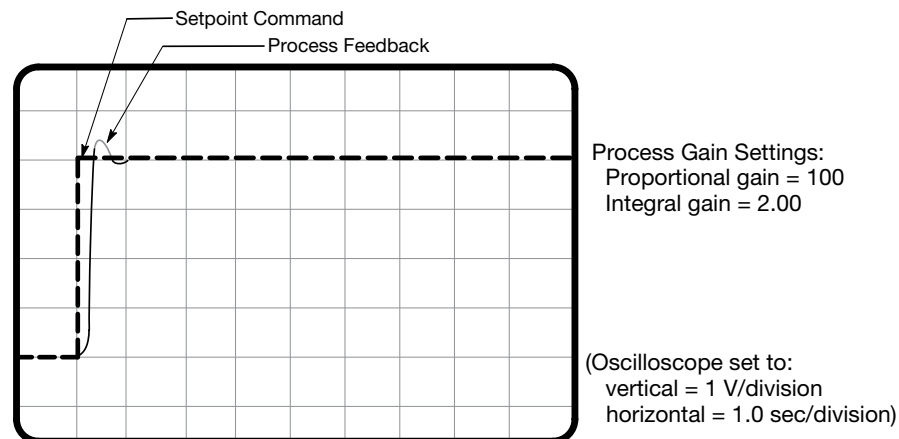 Setpoint Command
Process Feedback
Process Gain Settings:
Proportional gain = 100
Integral gain = 2.00
(Oscilloscope set to:
vertical = 1 V/division
horizontal = 1.0 sec/division)